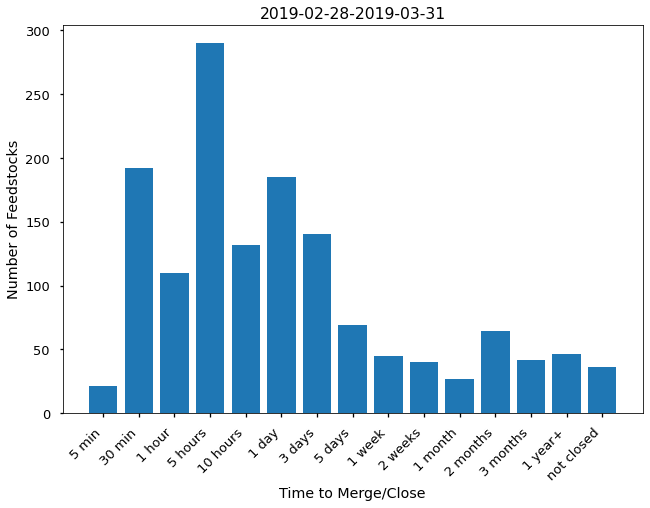 2019-02-28-2019-03-31
Number of Feedstocks
300
250
200
150
100
50
0
5 min
30 min
1 hour
5 hours
10 hours
1 day
3 days
5 days
1 week
2 weeks
1 month
2 months
3 months
1 year+
not closed
Time to Merge/Close